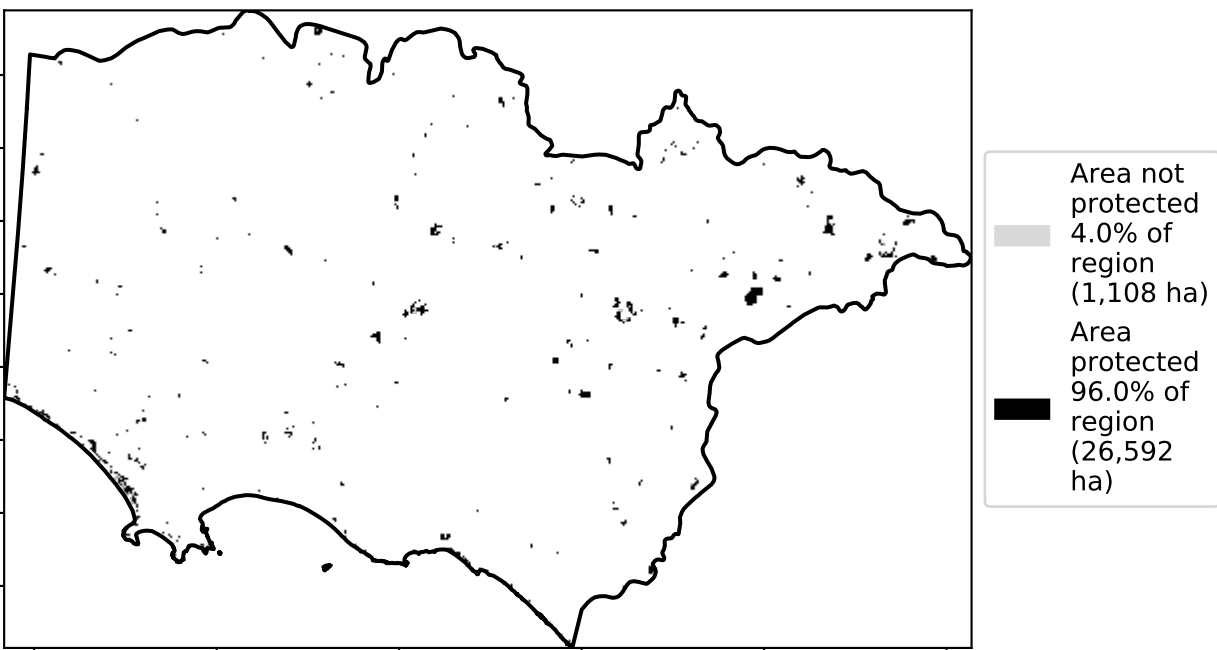 Area not
protected
4.0% of
region
(1,108 ha)
Area
protected
96.0% of
region
(26,592
ha)